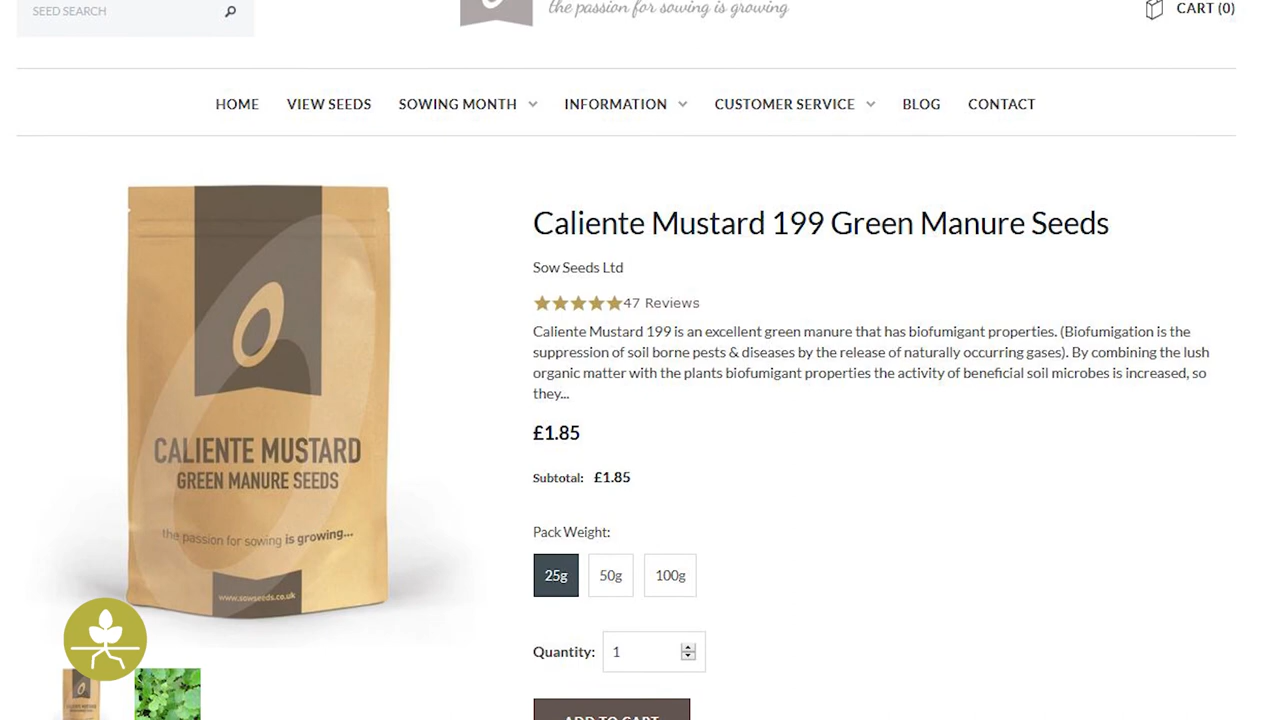 SEED SEARCH
the passion for sowing is growing
CART (0)
HOME VIEW SEEDS SOWING MONTH INFORMATION CUSTOMER SERVICE BLOG CONTACT
CALIENTE MUSTARD
GREEN MANURE SEEDS
the passion for sowing is growing...
www.sowseeds.co.uk
Caliente Mustard 199 Green Manure Seeds
Sow Seeds Ltd
47 Reviews
Caliente Mustard 199 is an excellent green manure that has biofumigant properties. (Biofumigation is the
suppression of soil borne pests & diseases by the release of naturally occurring gases). By combining the lush
organic matter with the plants biofumigant properties the activity of beneficial soil microbes is increased, so
they...
£1.85
Subtotal: £1.85
Pack Weight:
25g 50g 100g
Quantity: 1
ADD TO CART